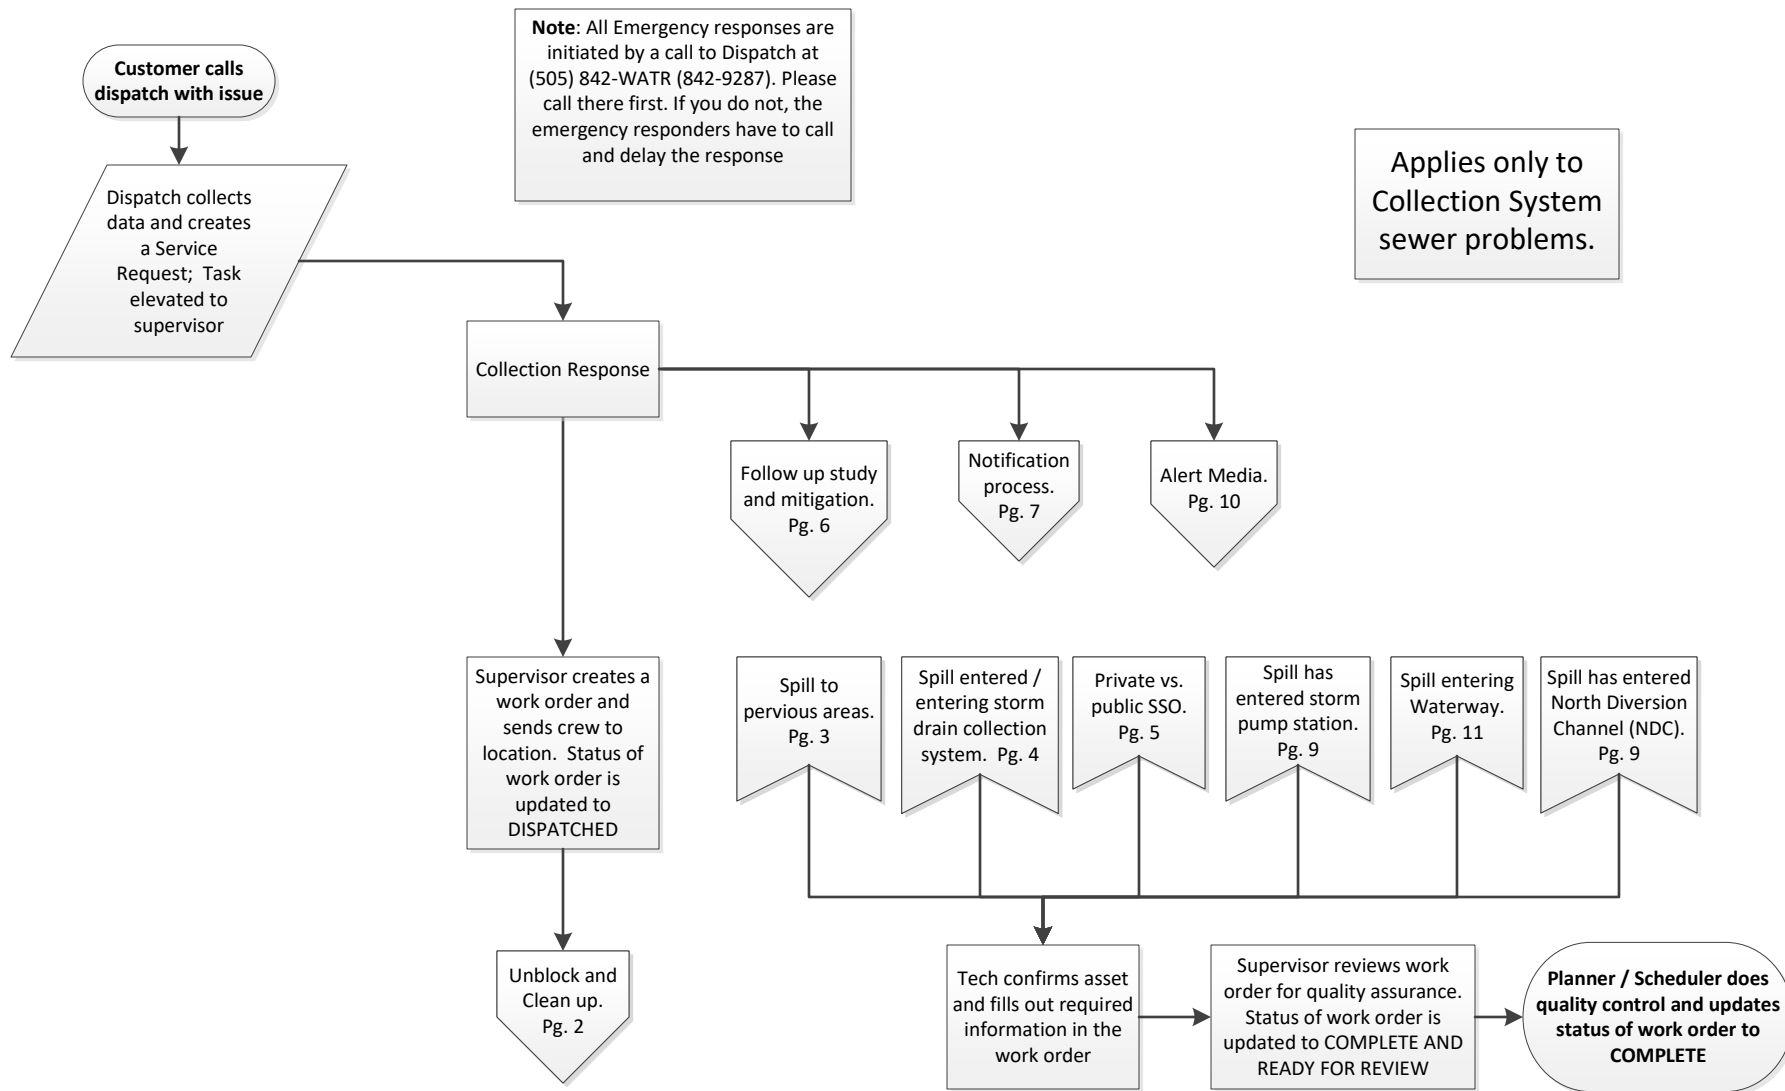 Customer calls
dispatch with issue
Note: All Emergency responses are
initiated by a call to Dispatch at
(505) 842-WATR (842-9287). Please
call there first. If you do not, the
emergency responders have to call
and delay the response
Applies only to
Collection System
sewer problems.
Dispatch collects
data and creates
a Service
Request;  Task
elevated to
supervisor
Collection Response
Follow up study
and mitigation.
Pg. 6
Notification
process.
Pg. 7
Alert Media.
Pg. 10
Supervisor creates a
work order and
sends crew to
location.  Status of
work order is
updated to
DISPATCHED
Spill to
pervious areas.
Pg. 3
Spill entered /
entering storm
drain collection
system.  Pg. 4
Private vs.
public SSO.
Pg. 5
Spill has
entered storm
pump station.
Pg. 9
Spill entering
Waterway.
Pg. 11
Spill has entered
North Diversion
Channel (NDC).
Pg. 9
Unblock and
Clean up.
Pg. 2
Tech confirms asset
and fills out required
information in the
work order
Supervisor reviews work
order for quality assurance.
Status of work order is
updated to COMPLETE AND
READY FOR REVIEW
Planner / Scheduler does
quality control and updates
status of work order to
COMPLETE